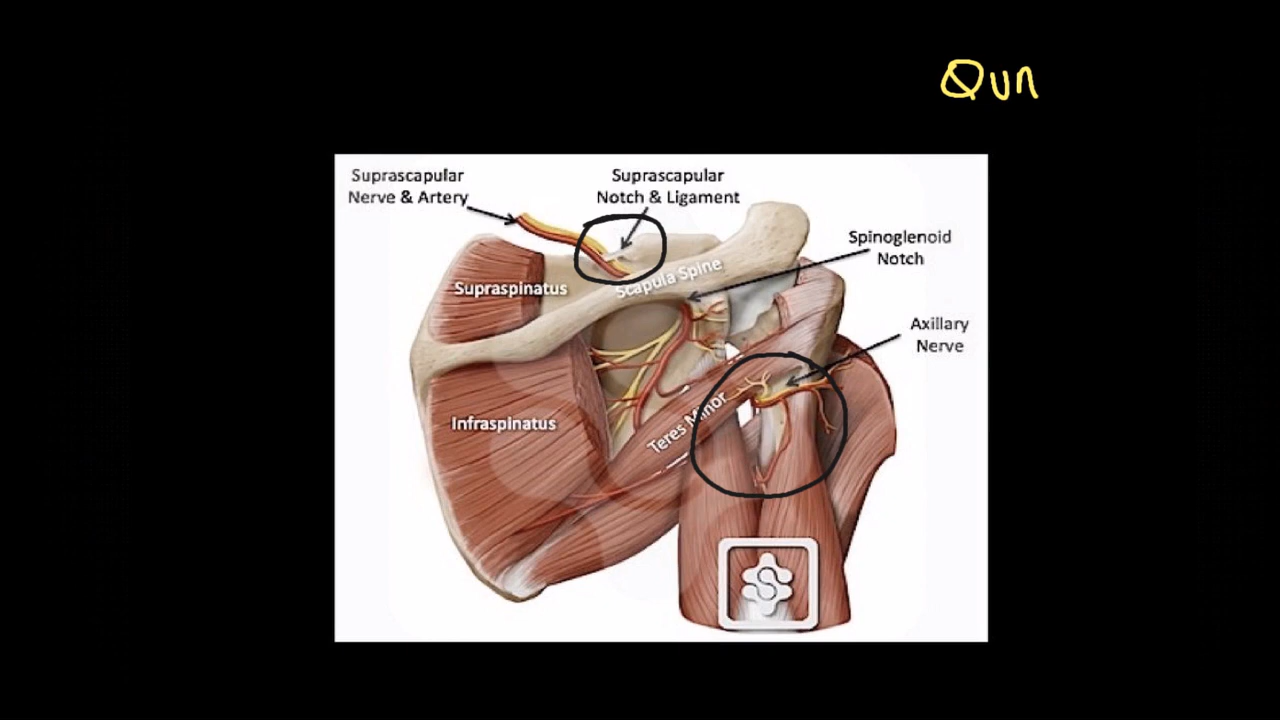 Qun
Suprascapular
Nerve & Artery
Suprascapular
Notch & Ligament
Spinoglenoid
Notch
Scapula Spine
Supraspinatus
Axillary
Nerve
Infraspinatus
Teres Minor